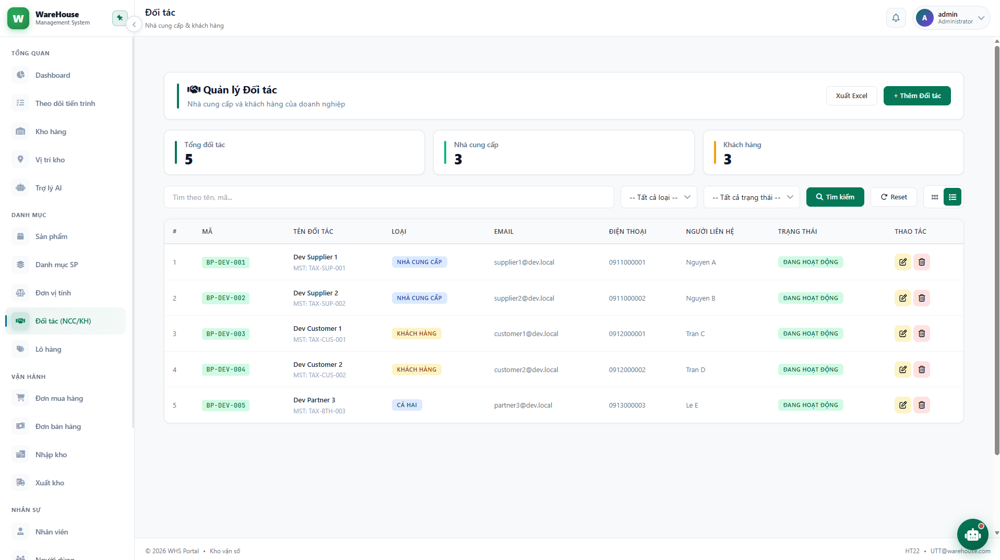 W
WareHouse
Management System
TỔNG QUAN
Dashboard
Theo dõi tiến trình
Kho hàng
Vị trí kho
Trợ lý AI
DANH MỤC
Sản phẩm
Danh mục SP
Đơn vị tính
Đối tác (NCC/KH)
Lô hàng
VẬN HÀNH
Đơn mua hàng
Đơn bán hàng
Nhập kho
Xuất kho
NHÂN SỰ
Nhân viên
Người dùng
Đối tác
Nhà cung cấp & khách hàng
A
admin
Administrator
Quản lý Đối tác
Nhà cung cấp và khách hàng của doanh nghiệp
Xuất Excel
+ Thêm Đối tác
Tổng đối tác
5
Nhà cung cấp
3
Khách hàng
3
Tìm theo tên, mã...
-- Tất cả loại --
-- Tất cả trạng thái --
Tìm kiếm
Reset
# MÃ TÊN ĐỐI TÁC LOẠI EMAIL ĐIỆN THOẠI NGƯỜI LIÊN HỆ TRẠNG THÁI THAO TÁC
1 BP-DEV-001 Dev Supplier 1 NHÀ CUNG CẤP supplier1@dev.local 0911000001 Nguyen A ĐANG HOẠT ĐỘNG
MST: TAX-SUP-001
2 BP-DEV-002 Dev Supplier 2 NHÀ CUNG CẤP supplier2@dev.local 0911000002 Nguyen B ĐANG HOẠT ĐỘNG
MST: TAX-SUP-002
3 BP-DEV-003 Dev Customer 1 KHÁCH HÀNG customer1@dev.local 0912000001 Tran C ĐANG HOẠT ĐỘNG
MST: TAX-CUS-001
4 BP-DEV-004 Dev Customer 2 KHÁCH HÀNG customer2@dev.local 0912000002 Tran D ĐANG HOẠT ĐỘNG
MST: TAX-CUS-002
5 BP-DEV-005 Dev Partner 3 CẢ HAI partner3@dev.local 0913000003 Le E ĐANG HOẠT ĐỘNG
MST: TAX-BTH-003
© 2026 WHS Portal • Kho vận số
HT22 • UTT@warehouse.com